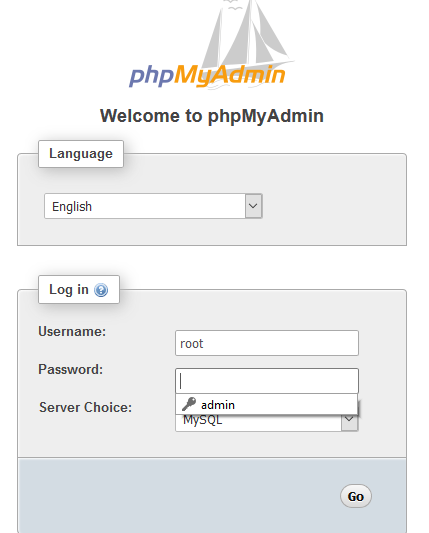 phpMyAdmin
Welcome to phpMyAdmin
Language
English
Log in
Username:
root
Password:
admin
Server Choice:
MySQL
Go